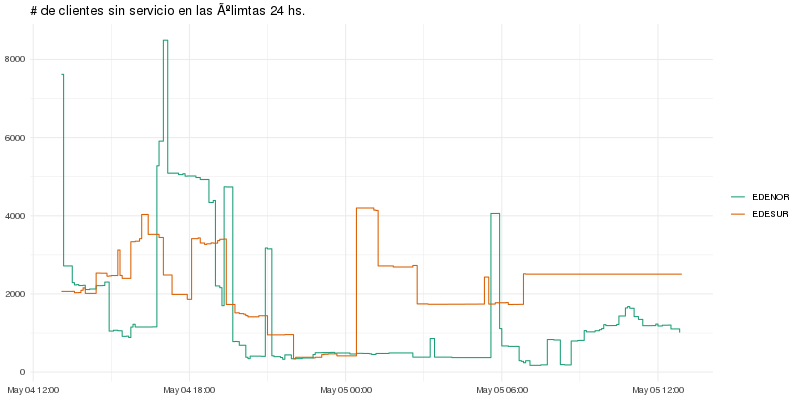 # de clientes sin servicio en las Ãºlimtas 24 hs.
8000
6000
4000
2000
0
May 04 12:00 May 04 18:00 May 05 00:00 May 05 06:00 May 05 12:00
EDENOR
EDESUR